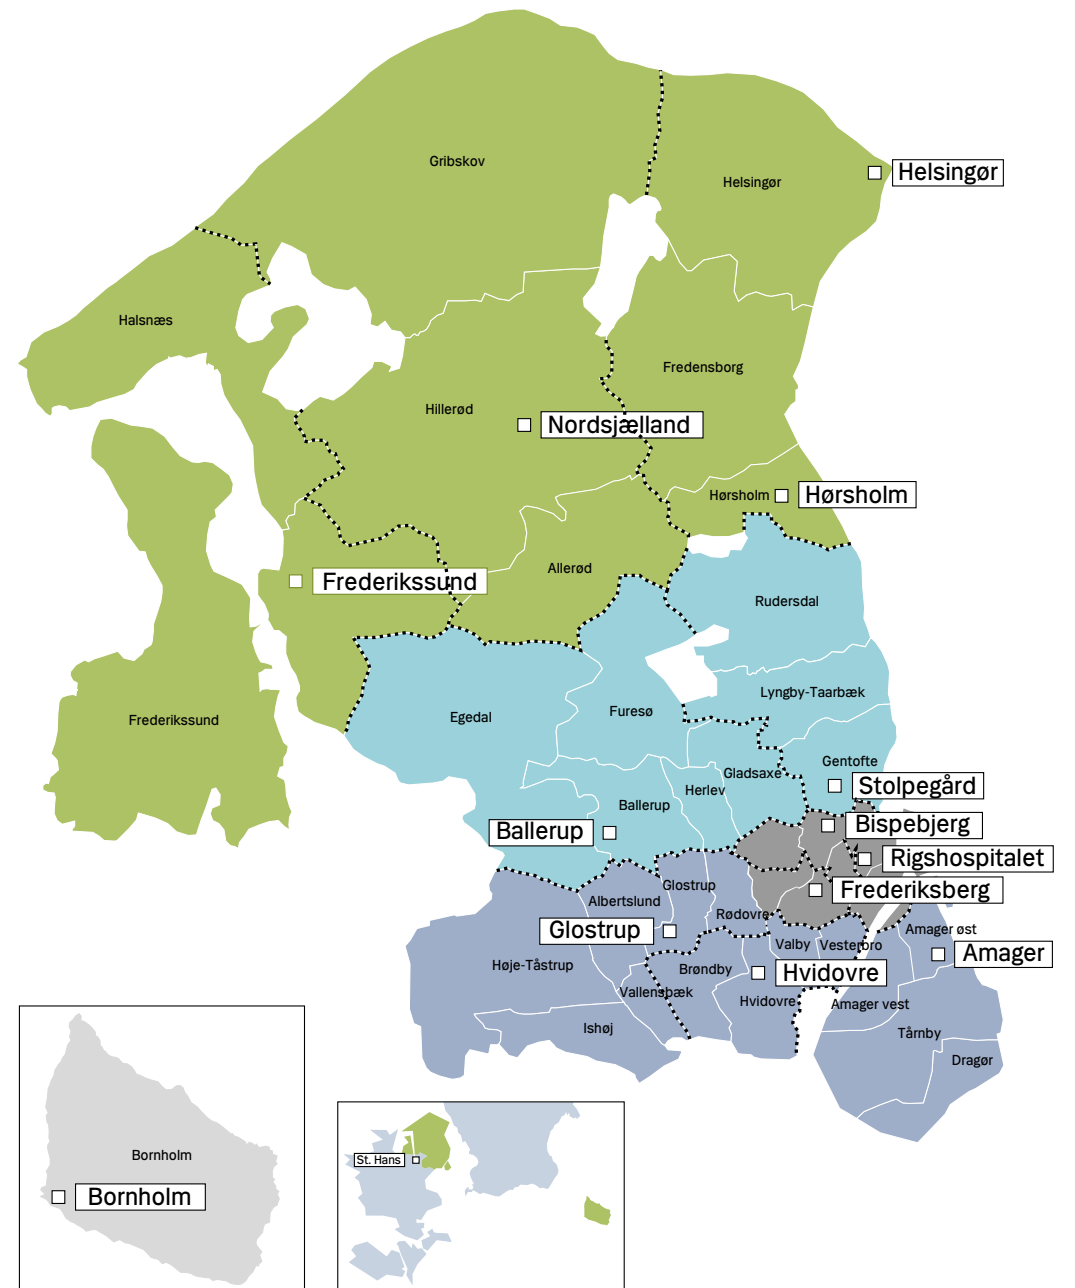 Gribskov
Helsingør
Helsingør
Halsnæs
Fredensborg
Hillerød
Nordsjælland
Hørsholm
Hørsholm
Allerød
Frederikssund
Rudersdal
Lyngby-Taarbæk
Frederikssund
Egedal
Furesø
Gentofte
Gladsaxe
Stolpegård
Herlev
Ballerup
Ballerup
Bispebjerg
Rigshospitalet
Glostrup
Frederiksberg
Albertslund
Rødovre
Glostrup
Amager øst
Valby
Vesterbro
Amager
Høje-Tåstrup
Brøndby
Hvidovre
Vallensbæk
Hvidovre
Amager vest
Ishøj
Tårnby
Dragør
Bornholm
Bornholm
St. Hans